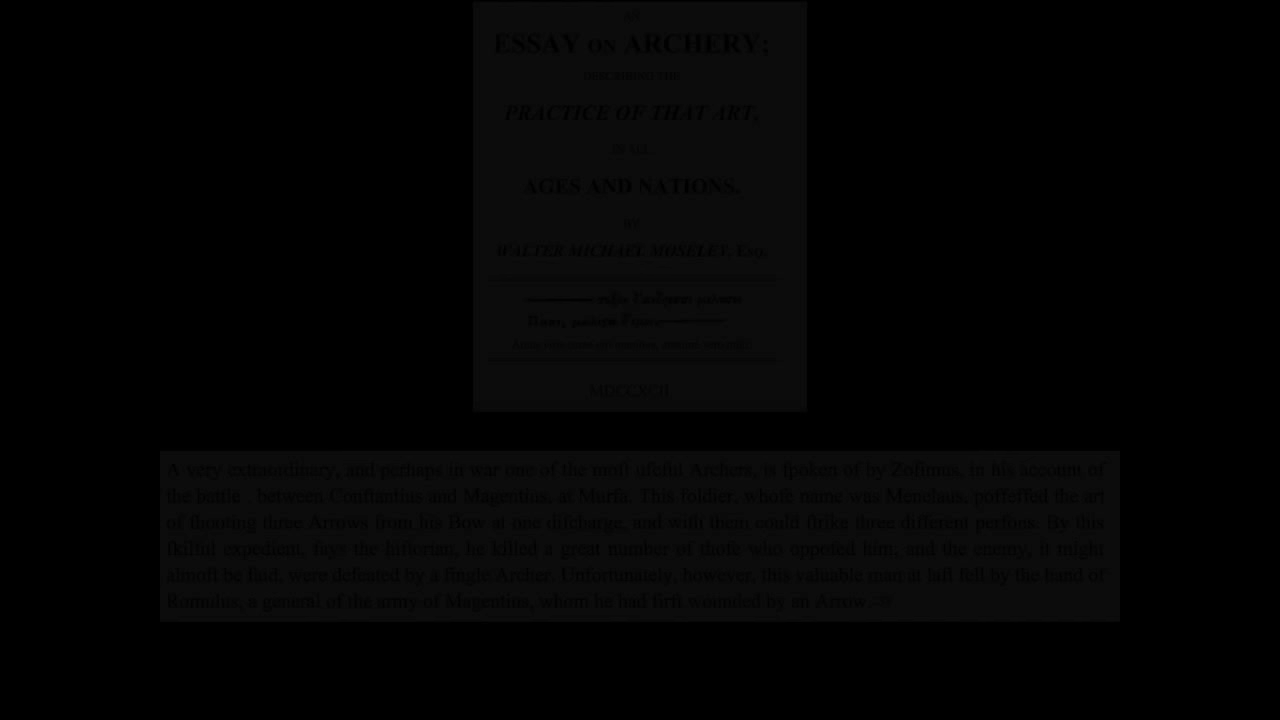 AN
ESSAY ON ARCHERY;
DESCRIBING THE
PRACTICE OF THAT ART,
IN ALL
AGES AND NATIONS.
BY
WALTER MICHAEL MOSELEY, Esq.
MDCCXCII
A very extraordinary, and perhaps in war one of the moſt uſeful Archers, is ſpoken of by Zoſimus, in his account of
the battle between Conſtantius and Magentius, at Murſa. This ſoldier, whoſe name was Menelaus, poſſeſſed the art
of ſhooting three Arrows from his Bow at one diſcharge, and with them could ſtrike three different perſons. By this
ſkilful expedient, ſays the hiſtorian, he killed a great number of thoſe who oppoſed him; and the enemy, it might
almoſt be ſaid, were defeated by a ſingle Archer. Unfortunately, however, this valuable man at laſt fell by the hand of
Romulus, a general of the army of Magentius, whom he had firſt wounded by an Arrow.